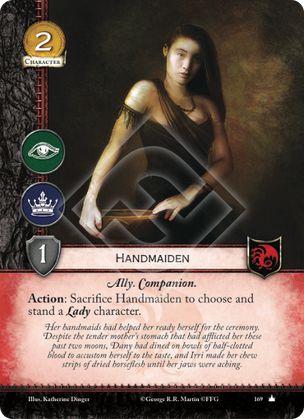 2
CHARACTER
1
HANDMAIDEN
Ally. Companion.
Action: Sacrifice Handmaiden to choose and
stand a Lady character.
Her handmaids had helped her ready herself for the ceremony.
Despite the tender mother's stomach that had afflicted her these
past two moons, Dany had dined on bowls of half-clotted
blood to accustom herself to the taste, and Irri made her chew
strips of dried horseflesh until her jaws were aching.
Illus. Katherine Dinger ©George R.R. Martin ©FFG 169